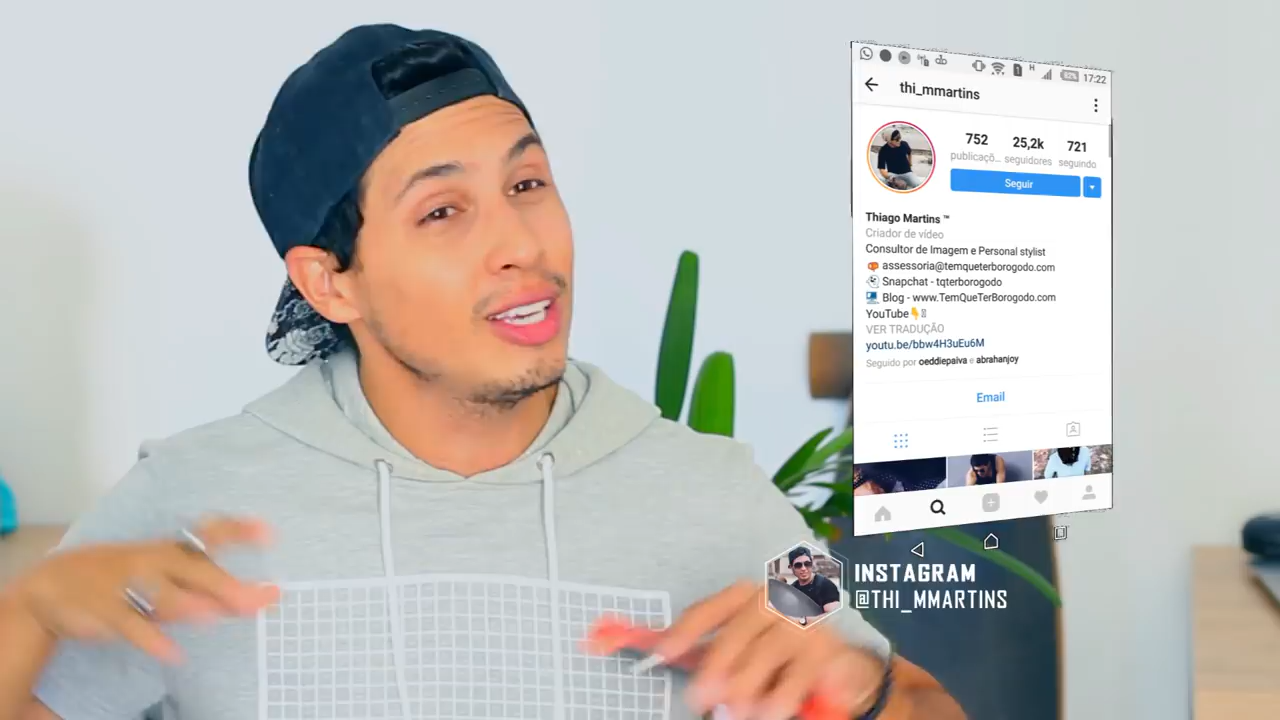 17:22
thi_mmartins
752 25,2k 721
publicaçõ... seguidores seguindo
Seguir
Thiago Martins ™
Criador de vídeo
Consultor de Imagem e Personal stylist
assessoria@temqueterborogodo.com
Snapchat - tqterborogodo
Blog - www.TemQueTerBorogodo.com
YouTube
VER TRADUÇÃO
youtu.be/bbw4H3uEu6M
Seguido por oeddiepaiva e abrahanjoy
Email
INSTAGRAM
@THI_MMARTINS